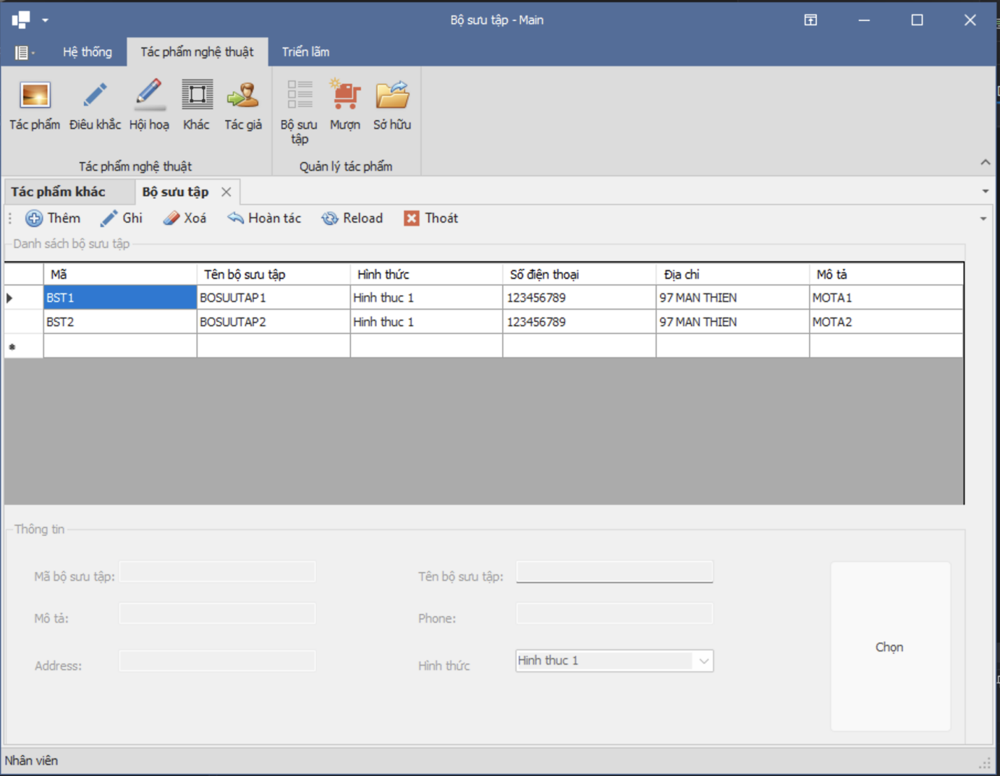 Bộ sưu tập - Main
Hệ thống Tác phẩm nghệ thuật Triển lãm
Tác phẩm Điêu khắc Hội hoạ Khác Tác giả Bộ sưu tập Mượn Sở hữu
Tác phẩm nghệ thuật Quản lý tác phẩm
Tác phẩm khác Bộ sưu tập
Thêm Ghi Xoá Hoàn tác Reload Thoát
Danh sách bộ sưu tập
Mã Tên bộ sưu tập Hình thức Số điện thoại Địa chỉ Mô tả
BST1 BOSUUTAP1 Hinh thuc 1 123456789 97 MAN THIEN MOTA1
BST2 BOSUUTAP2 Hinh thuc 1 123456789 97 MAN THIEN MOTA2
Thông tin
Mã bộ sưu tập: Tên bộ sưu tập:
Mô tả: Phone:
Address: Hình thức Hinh thuc 1
Chọn
Nhân viên